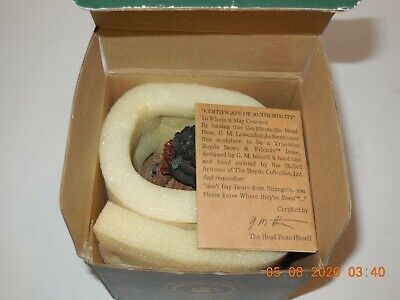 "CERTIFICATE OF AUTHENTICITY"
To Whom it May Concern:
By issuing this Certificate,the Head
Bean, G. M. Lowenthal,Authenticates
this sculpture to be a True-blue
Boyds Bears & Friends™ Issue;
designed by G. M. himself & hand cast
and hand painted by the Skilled
Artisans of The Boyds Collection,Ltd.
And remember:
"don't buy Bears from Strangers...you
Never know Where they've Been"™..."
Certified by
The Head Bean Hisself
05 08 2020 03:40